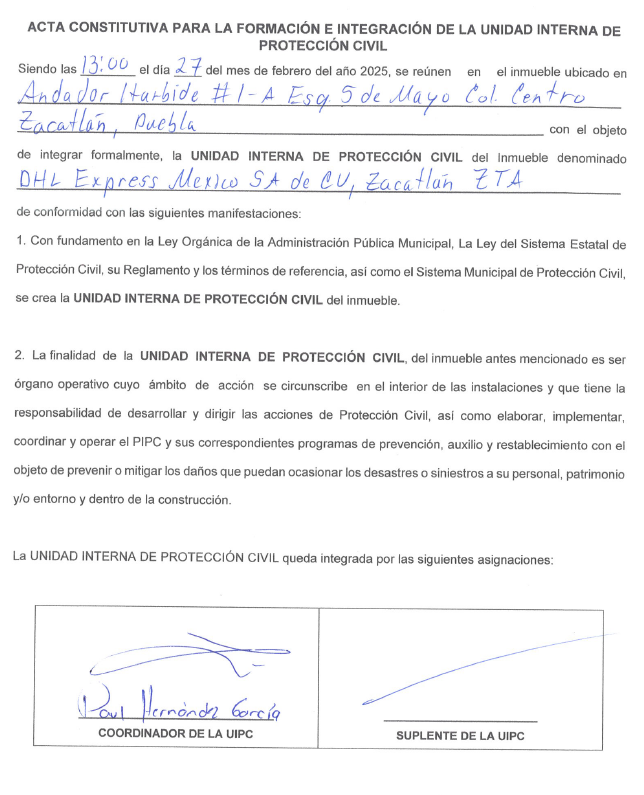 ACTA CONSTITUTIVA PARA LA FORMACIÓN E INTEGRACIÓN DE LA UNIDAD INTERNA DE
PROTECCIÓN CIVIL
Siendo las 13:00 el día 27 del mes de febrero del año 2025, se reúnen en el inmueble ubicado en
Andador Iturbide #1-A Esq. 5 de Mayo Col. Centro
Zacatlán, Puebla con el objeto
de integrar formalmente, la UNIDAD INTERNA DE PROTECCIÓN CIVIL del Inmueble denominado
DHL Express Mexico SA de CV, Zacatlán ZTA
de conformidad con las siguientes manifestaciones:
1. Con fundamento en la Ley Orgánica de la Administración Pública Municipal, La Ley del Sistema Estatal de
Protección Civil, su Reglamento y los términos de referencia, así como el Sistema Municipal de Protección Civil,
se crea la UNIDAD INTERNA DE PROTECCIÓN CIVIL del inmueble.
2. La finalidad de la UNIDAD INTERNA DE PROTECCIÓN CIVIL, del inmueble antes mencionado es ser
órgano operativo cuyo ámbito de acción se circunscribe en el interior de las instalaciones y que tiene la
responsabilidad de desarrollar y dirigir las acciones de Protección Civil, así como elaborar, implementar,
coordinar y operar el PIPC y sus correspondientes programas de prevención, auxilio y restablecimiento con el
objeto de prevenir o mitigar los daños que puedan ocasionar los desastres o siniestros a su personal, patrimonio
y/o entorno y dentro de la construcción.
La UNIDAD INTERNA DE PROTECCIÓN CIVIL queda integrada por las siguientes asignaciones:
Paul Hernández García
COORDINADOR DE LA UIPC
SUPLENTE DE LA UIPC